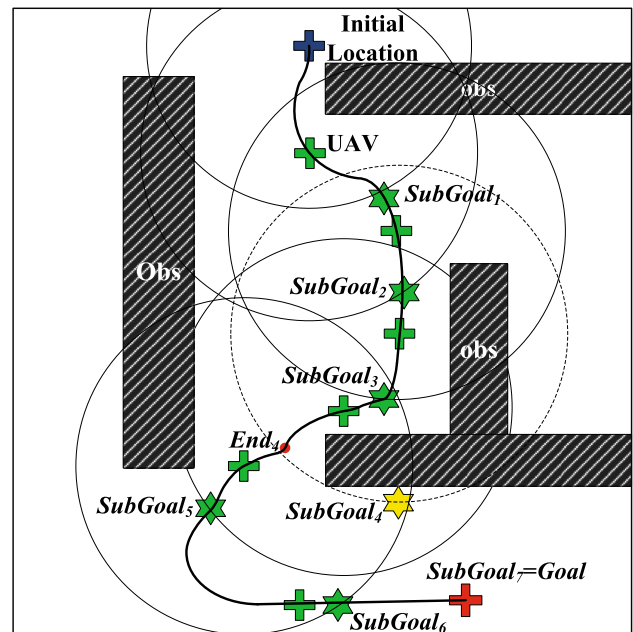 Initial
Location
obs
UAV
SubGoal₁
Obs
SubGoal₂
obs
SubGoal₃
End₄
SubGoal₅
SubGoal₄
SubGoal₇=Goal
SubGoal₆